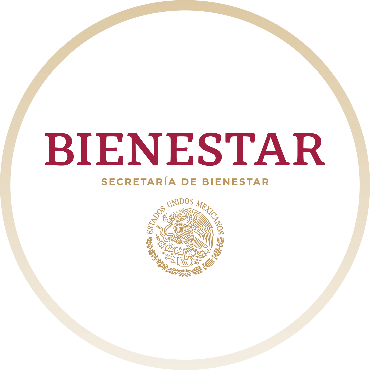 BIENESTAR
SECRETARÍA DE BIENESTAR
ESTADOS UNIDOS MEXICANOS